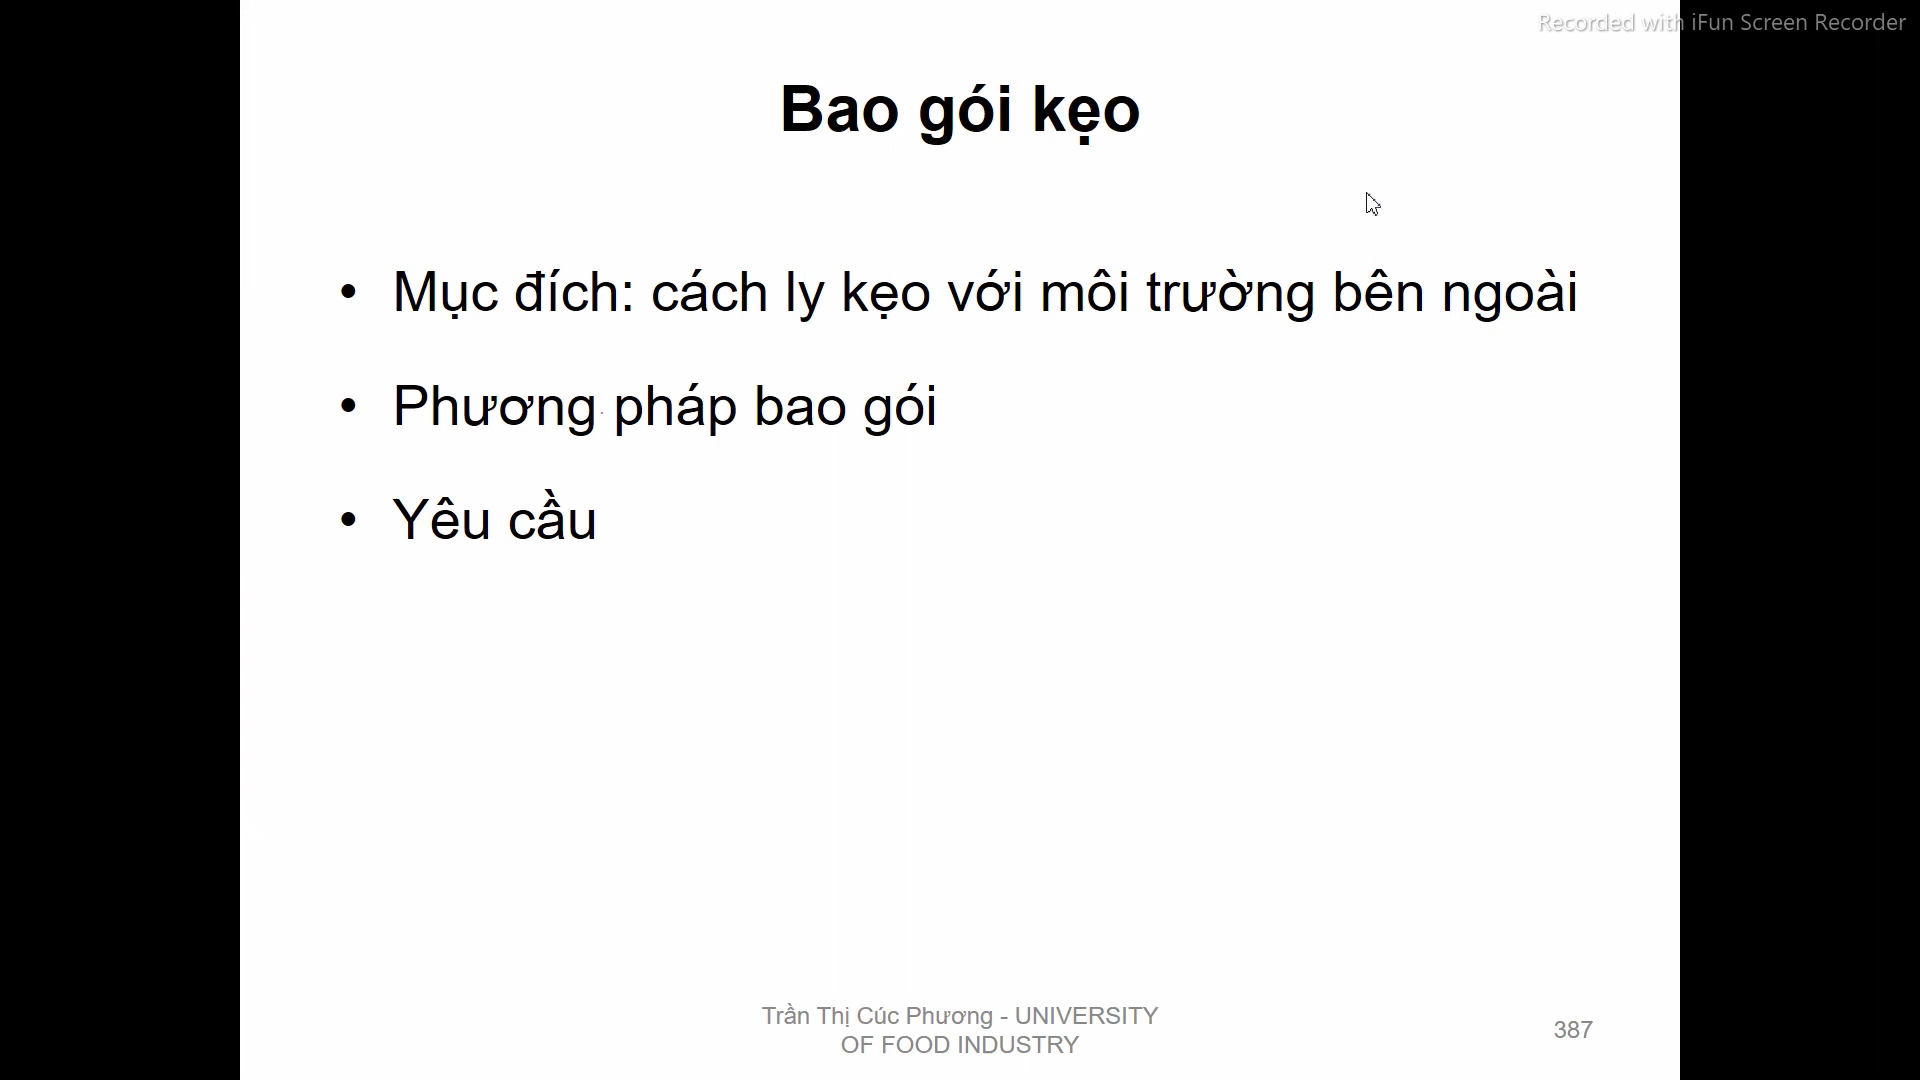 Recorded with iFun Screen Recorder
Bao gói kẹo
• Mục đích: cách ly kẹo với môi trường bên ngoài
• Phương pháp bao gói
• Yêu cầu
Trần Thị Cúc Phương - UNIVERSITY
OF FOOD INDUSTRY
387